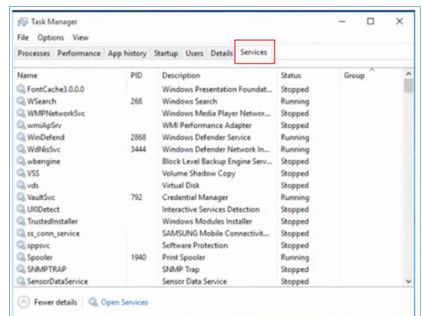 Task Manager
File Options View
Processes Performance App history Startup Users Details Services
Name PID Description Status Group
FontCache3.0.0.0 Windows Presentation Foundat... Stopped
WSearch 268 Windows Search Running
WMPNetworkSvc Windows Media Player Networ... Stopped
wmiApSrv WMI Performance Adapter Stopped
WinDefend 2868 Windows Defender Service Running
WdNisSvc 3444 Windows Defender Network In... Running
wbengine Block Level Backup Engine Serv... Stopped
VSS Volume Shadow Copy Stopped
vds Virtual Disk Stopped
VaultSvc 792 Credential Manager Running
UI0Detect Interactive Services Detection Stopped
TrustedInstaller Windows Modules Installer Stopped
ss_conn_service SAMSUNG Mobile Connectivit... Stopped
sppsvc Software Protection Stopped
Spooler 1940 Print Spooler Running
SNMPTRAP SNMP Trap Stopped
SensorDataService Sensor Data Service Stopped
Fewer details Open Services